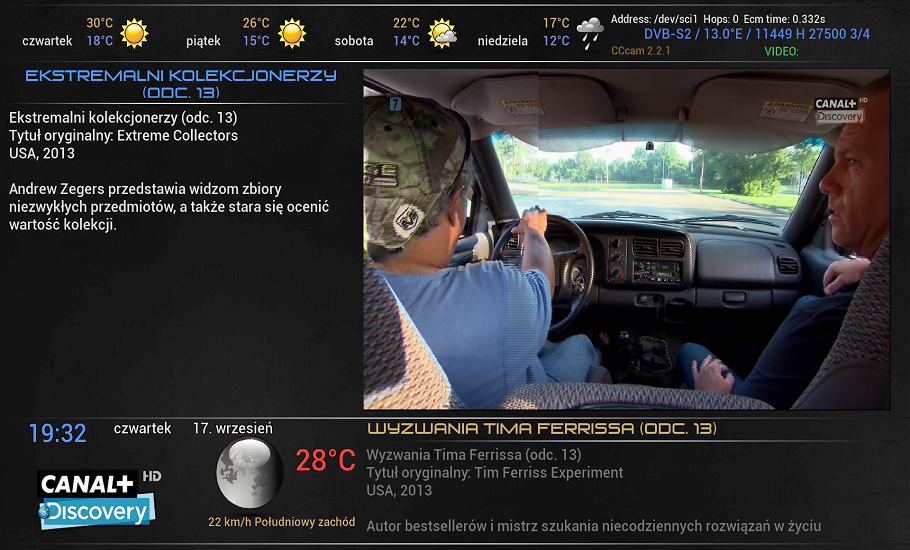 30°C
czwartek 18°C
26°C
piątek 15°C
22°C
sobota 14°C
17°C
niedziela 12°C
Address: /dev/sci1 Hops: 0 Ecm time: 0.332s
DVB-S2 / 13.0°E / 11449 H 27500 3/4
CCcam 2.2.1 VIDEO:
EKSTREMALNI KOLEKCJONERZY
(ODC. 13)
Ekstremalni kolekcjonerzy (odc. 13)
Tytuł oryginalny: Extreme Collectors
USA, 2013
Andrew Zegers przedstawia widzom zbiory
niezwykłych przedmiotów, a także stara się ocenić
wartość kolekcji.
7
CANAL+ HD
Discovery
19:32 czwartek 17. wrzesień
28°C
CANAL+ HD
Discovery
22 km/h Południowy zachód
WYZWANIA TIMA FERRISSA (ODC. 13)
Wyzwania Tima Ferrissa (odc. 13)
Tytuł oryginalny: Tim Ferriss Experiment
USA, 2013
Autor bestsellerów i mistrz szukania niecodziennych rozwiązań w życiu